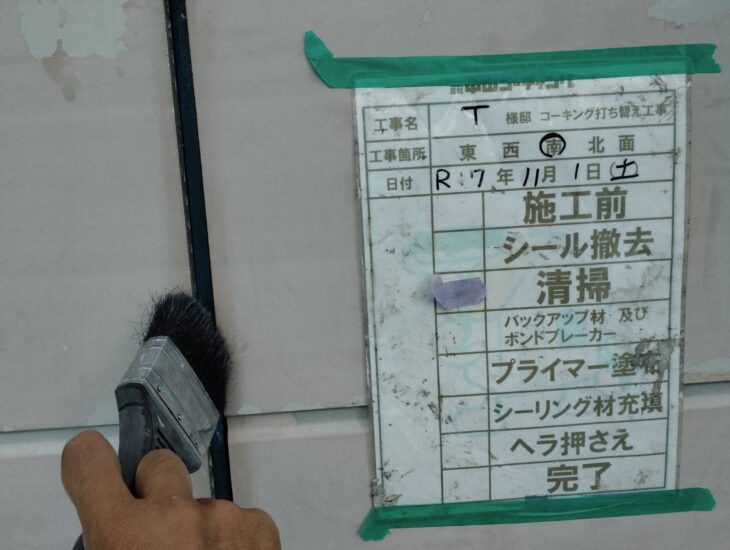 工事名 T 様邸 コーキング打ち替え工事
工事箇所 東 西 南 北 面
日付 R.7 年 11 月 1 日 (土)
施工前
シール撤去
清掃
バックアップ材 及び
ボンドブレーカー
プライマー塗布
シーリング材充填
ヘラ押さえ
完了